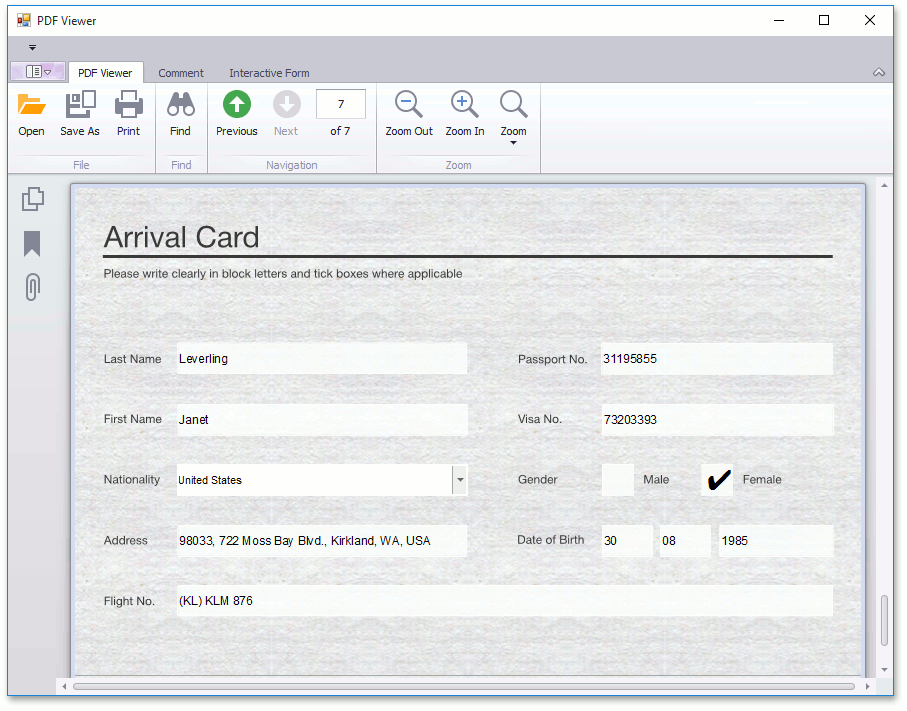 PDF Viewer
PDF Viewer Comment Interactive Form
Open Save As Print Find Previous Next 7 of 7 Zoom Out Zoom In Zoom
File Find Navigation Zoom
Arrival Card
Please write clearly in block letters and tick boxes where applicable
Last Name Leverling Passport No. 31195855
First Name Janet Visa No. 73203393
Nationality United States Gender Male Female
Address 98033, 722 Moss Bay Blvd., Kirkland, WA, USA Date of Birth 30 08 1985
Flight No. (KL) KLM 876